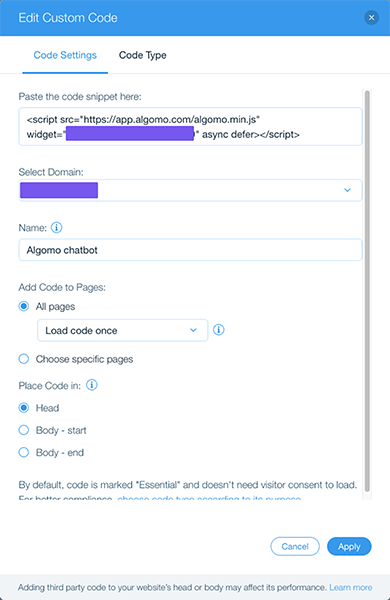 Edit Custom Code
Code Settings Code Type
Paste the code snippet here:
<script src="https://app.algomo.com/algomo.min.js"
widget=" " async defer></script>
Select Domain:
Name:
Algomo chatbot
Add Code to Pages:
All pages
Load code once
Choose specific pages
Place Code in:
Head
Body - start
Body - end
By default, code is marked "Essential" and doesn't need visitor consent to load.
For better compliance, choose code type according to its purpose.
Cancel Apply
Adding third party code to your website's head or body may affect its performance. Learn more